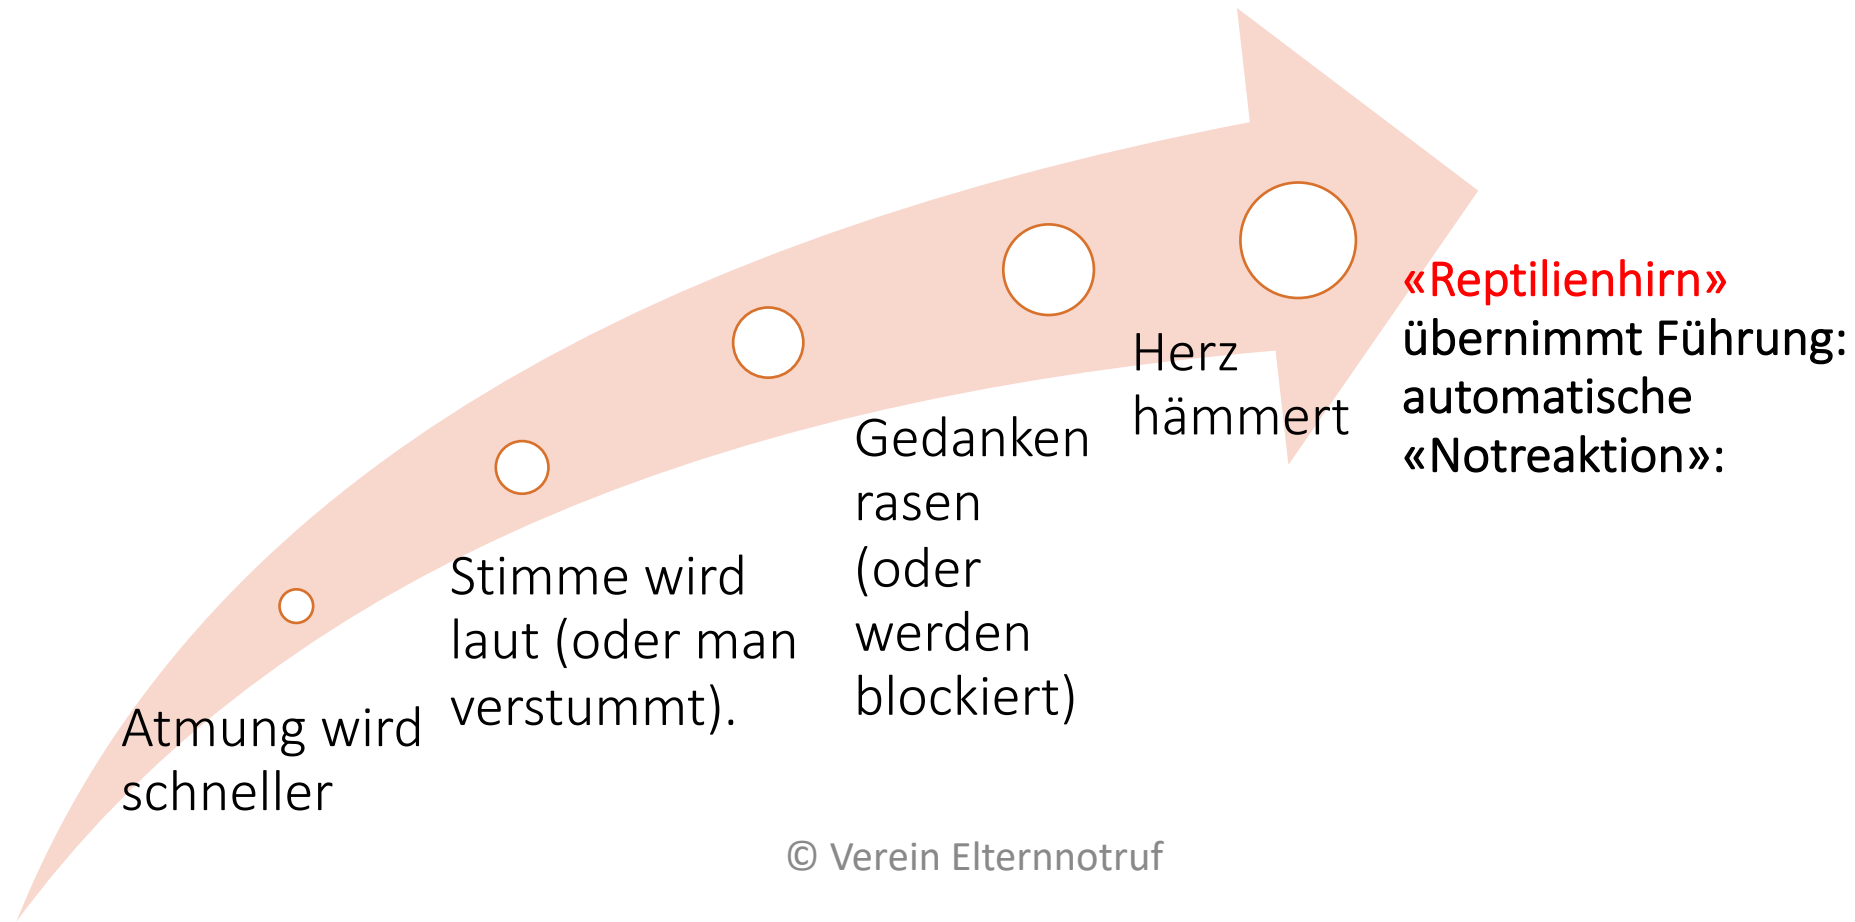 Atmung wird
schneller
Stimme wird
laut (oder man
verstummt).
Gedanken
rasen
(oder
werden
blockiert)
Herz
hämmert
«Reptilienhirn»
übernimmt Führung:
automatische
«Notreaktion»:
© Verein Elternnotruf